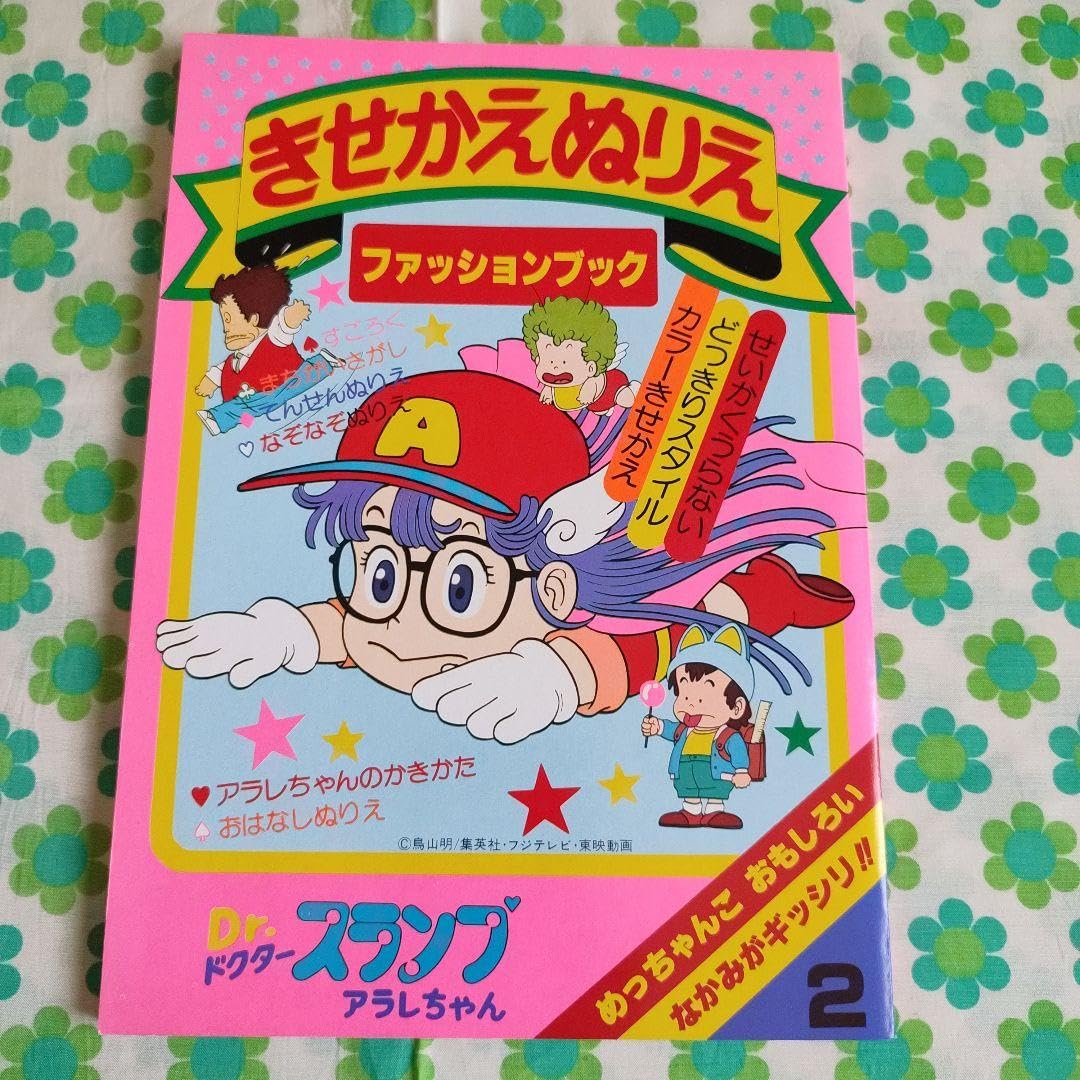 きせかえぬりえ
ファッションブック
すころく
まちがいさがし
てんせんぬりえ
なぞなぞぬりえ
せいかくうらない
どっきりスタイル
カラーきせかえ
A
アラレちゃんのかきかた
おはなしぬりえ
©鳥山明/集英社・フジテレビ・東映動画
Dr.
ドクター
スランプ
アラレちゃん
めっちゃんこ おもしろい
なかみがギッシリ!!
2